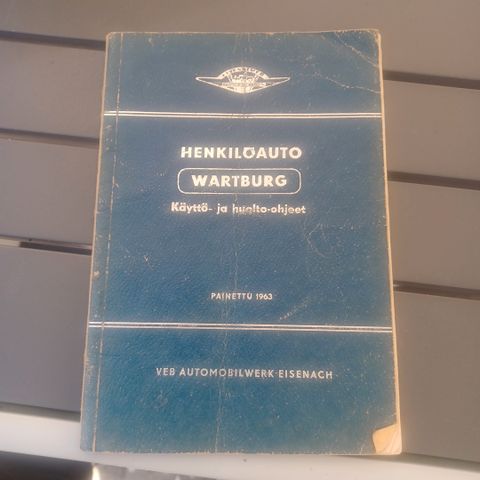 HENKILÖAUTO
WARTBURG
Käyttö- ja huolto-ohjeet
PAINETTU 1963
VEB AUTOMOBILWERK EISENACH